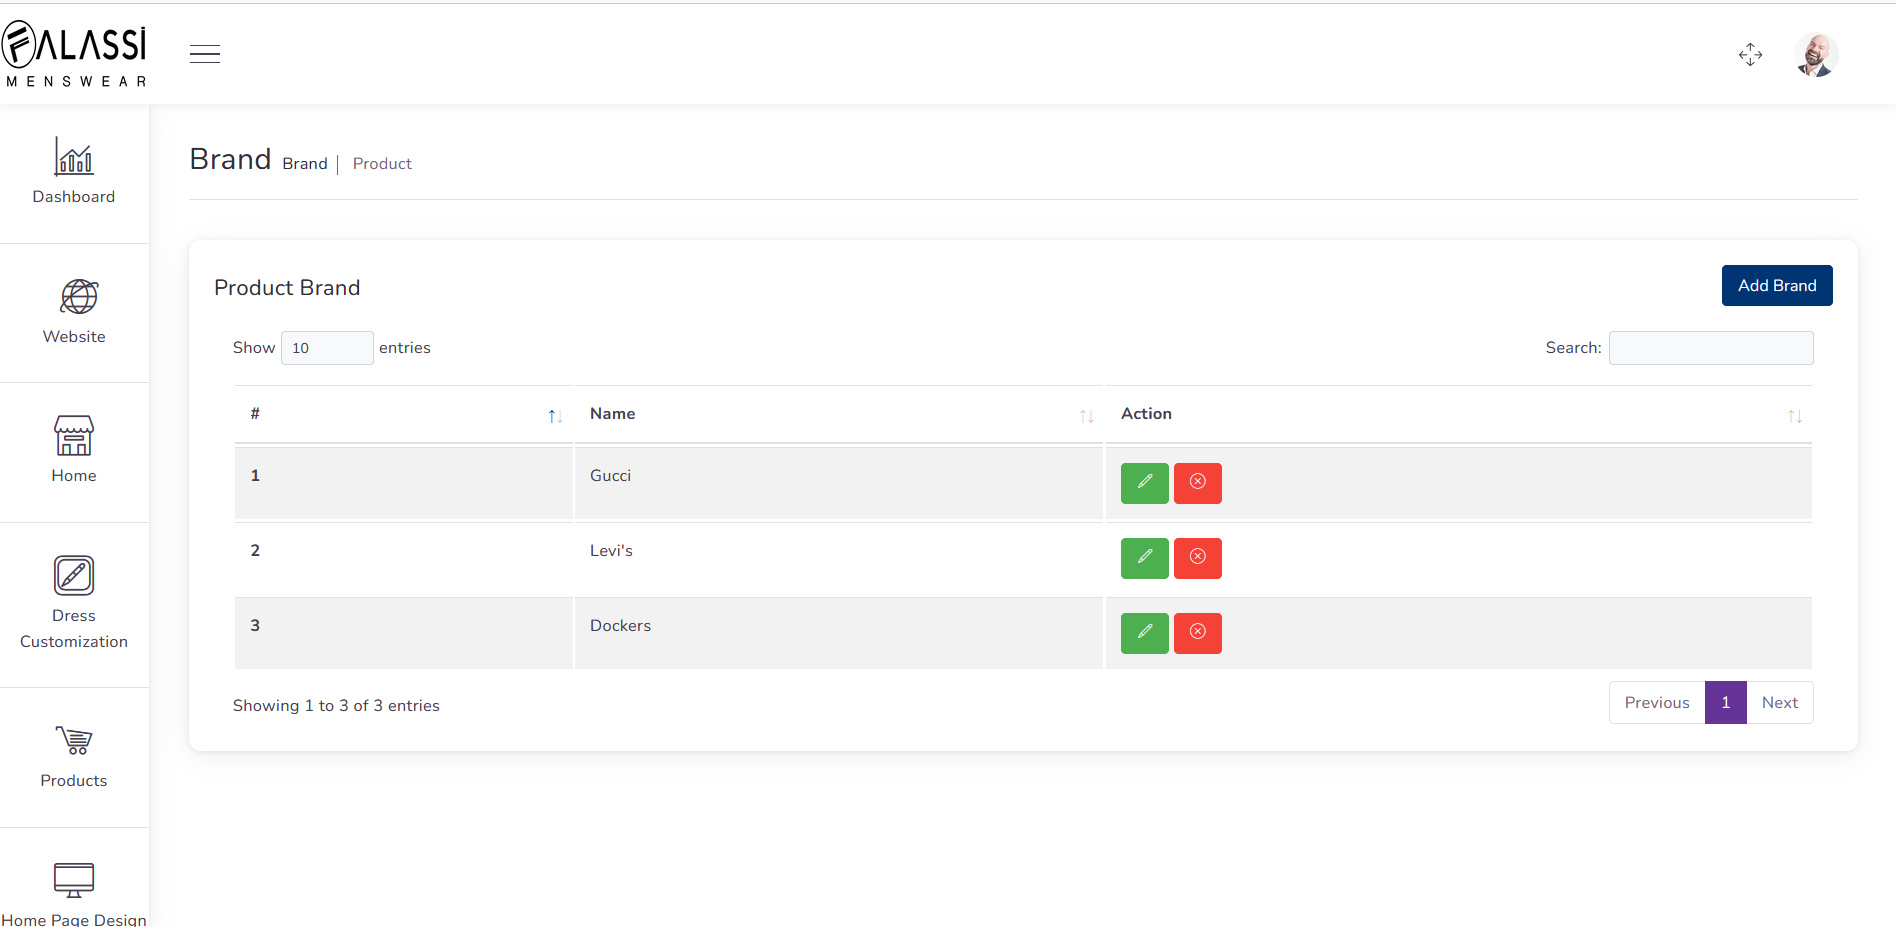 FALASSi
MENSWEAR
Dashboard
Website
Home
Dress
Customization
Products
Home Page Design
Brand Brand Product
Product Brand
Add Brand
Show 10 entries
Search:
# Name Action
1 Gucci
2 Levi's
3 Dockers
Showing 1 to 3 of 3 entries
Previous 1 Next